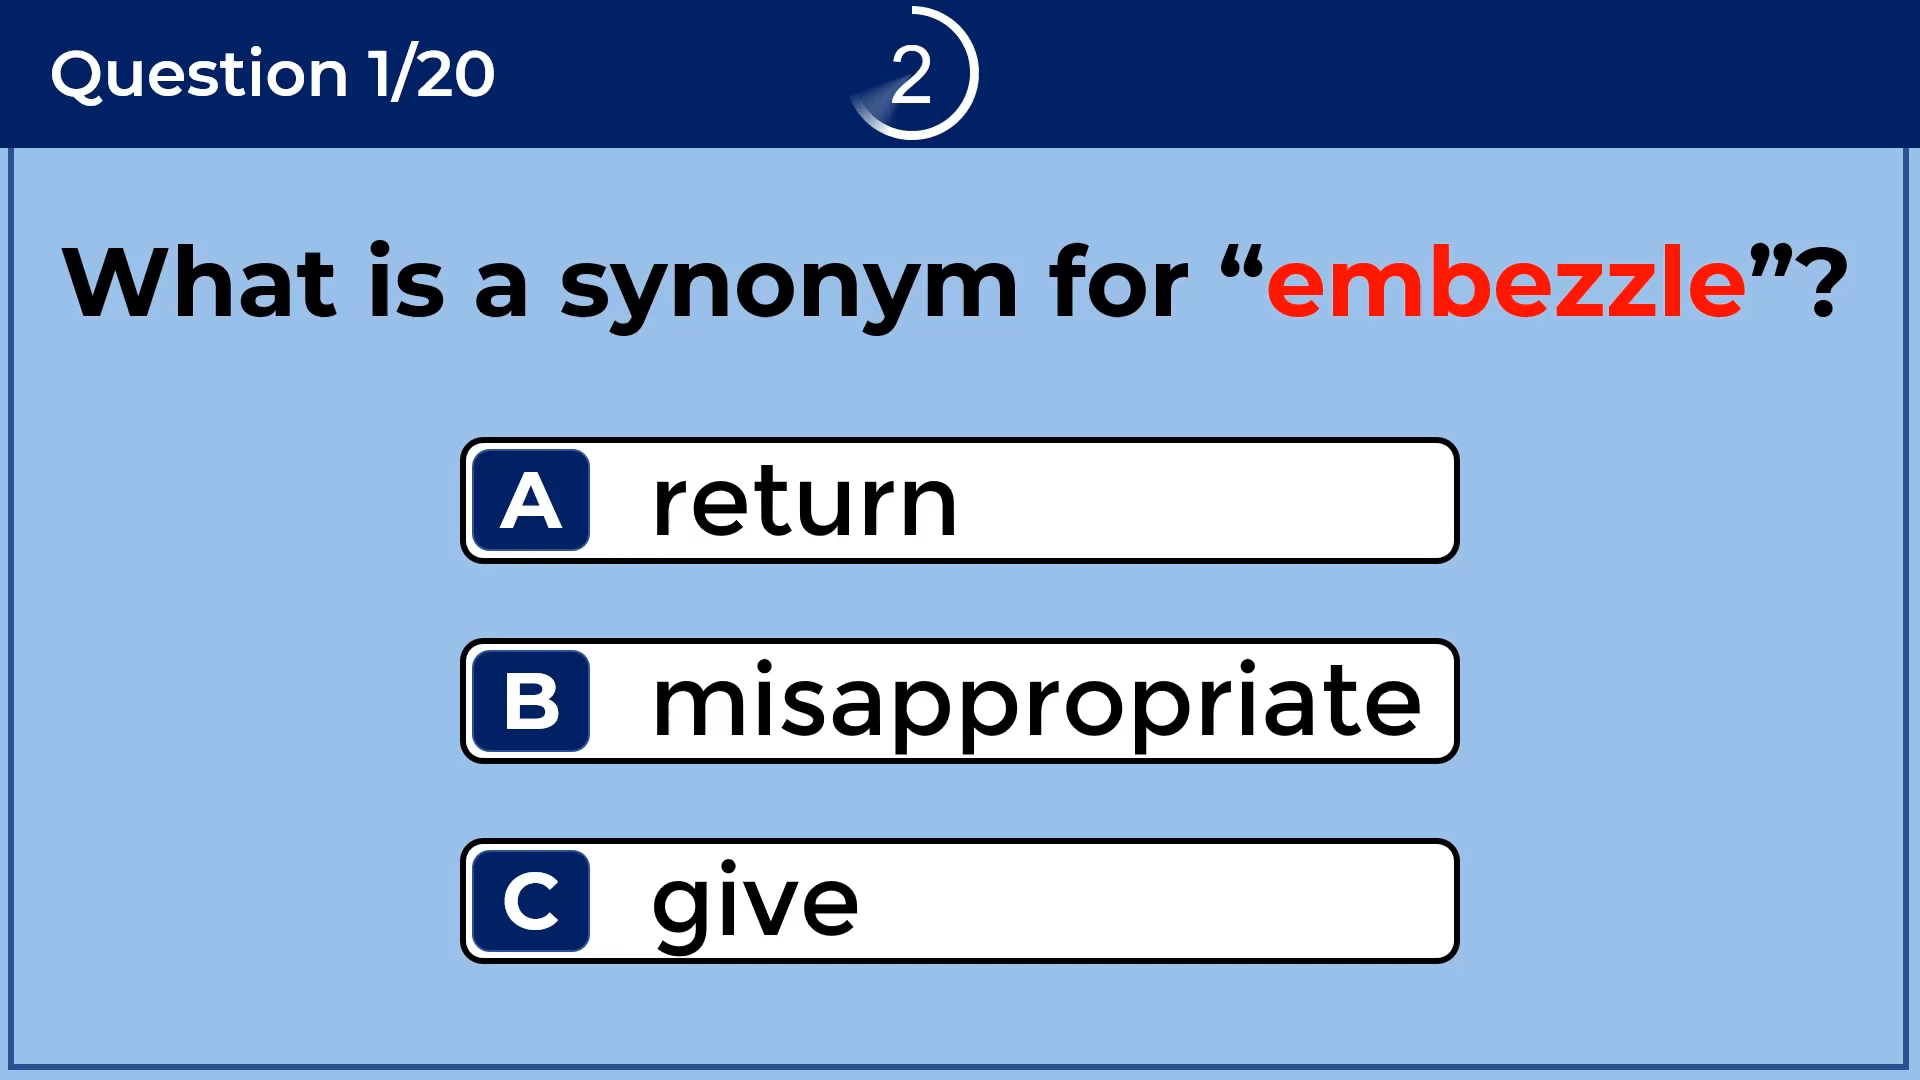 Question 1/20
2
What is a synonym for “embezzle”?
A return
B misappropriate
C give